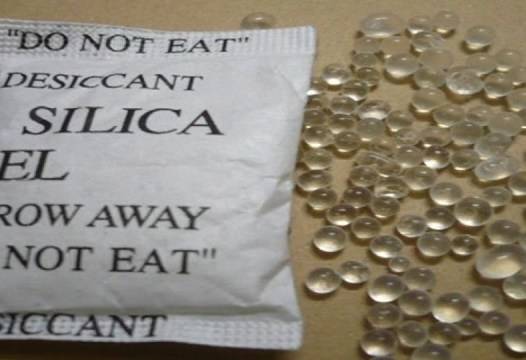 "DO NOT EAT"
DESICCANT
SILICA
EL
ROW AWAY
NOT EAT"
SICCANT